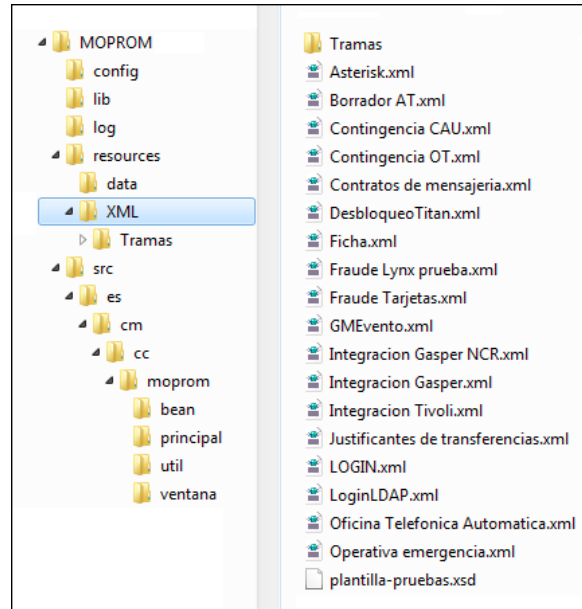 MOPROM
config
lib
log
resources
data
XML
Tramas
src
es
cm
cc
moprom
bean
principal
util
ventana
Tramas
Asterisk.xml
Borrador AT.xml
Contingencia CAU.xml
Contingencia OT.xml
Contratos de mensajeria.xml
DesbloqueoTitan.xml
Ficha.xml
Fraude Lynx prueba.xml
Fraude Tarjetas.xml
GMEvento.xml
Integracion Gasper NCR.xml
Integracion Gasper.xml
Integracion Tivoli.xml
Justificantes de transferencias.xml
LOGIN.xml
LoginLDAP.xml
Oficina Telefonica Automatica.xml
Operativa emergencia.xml
plantilla-pruebas.xsd